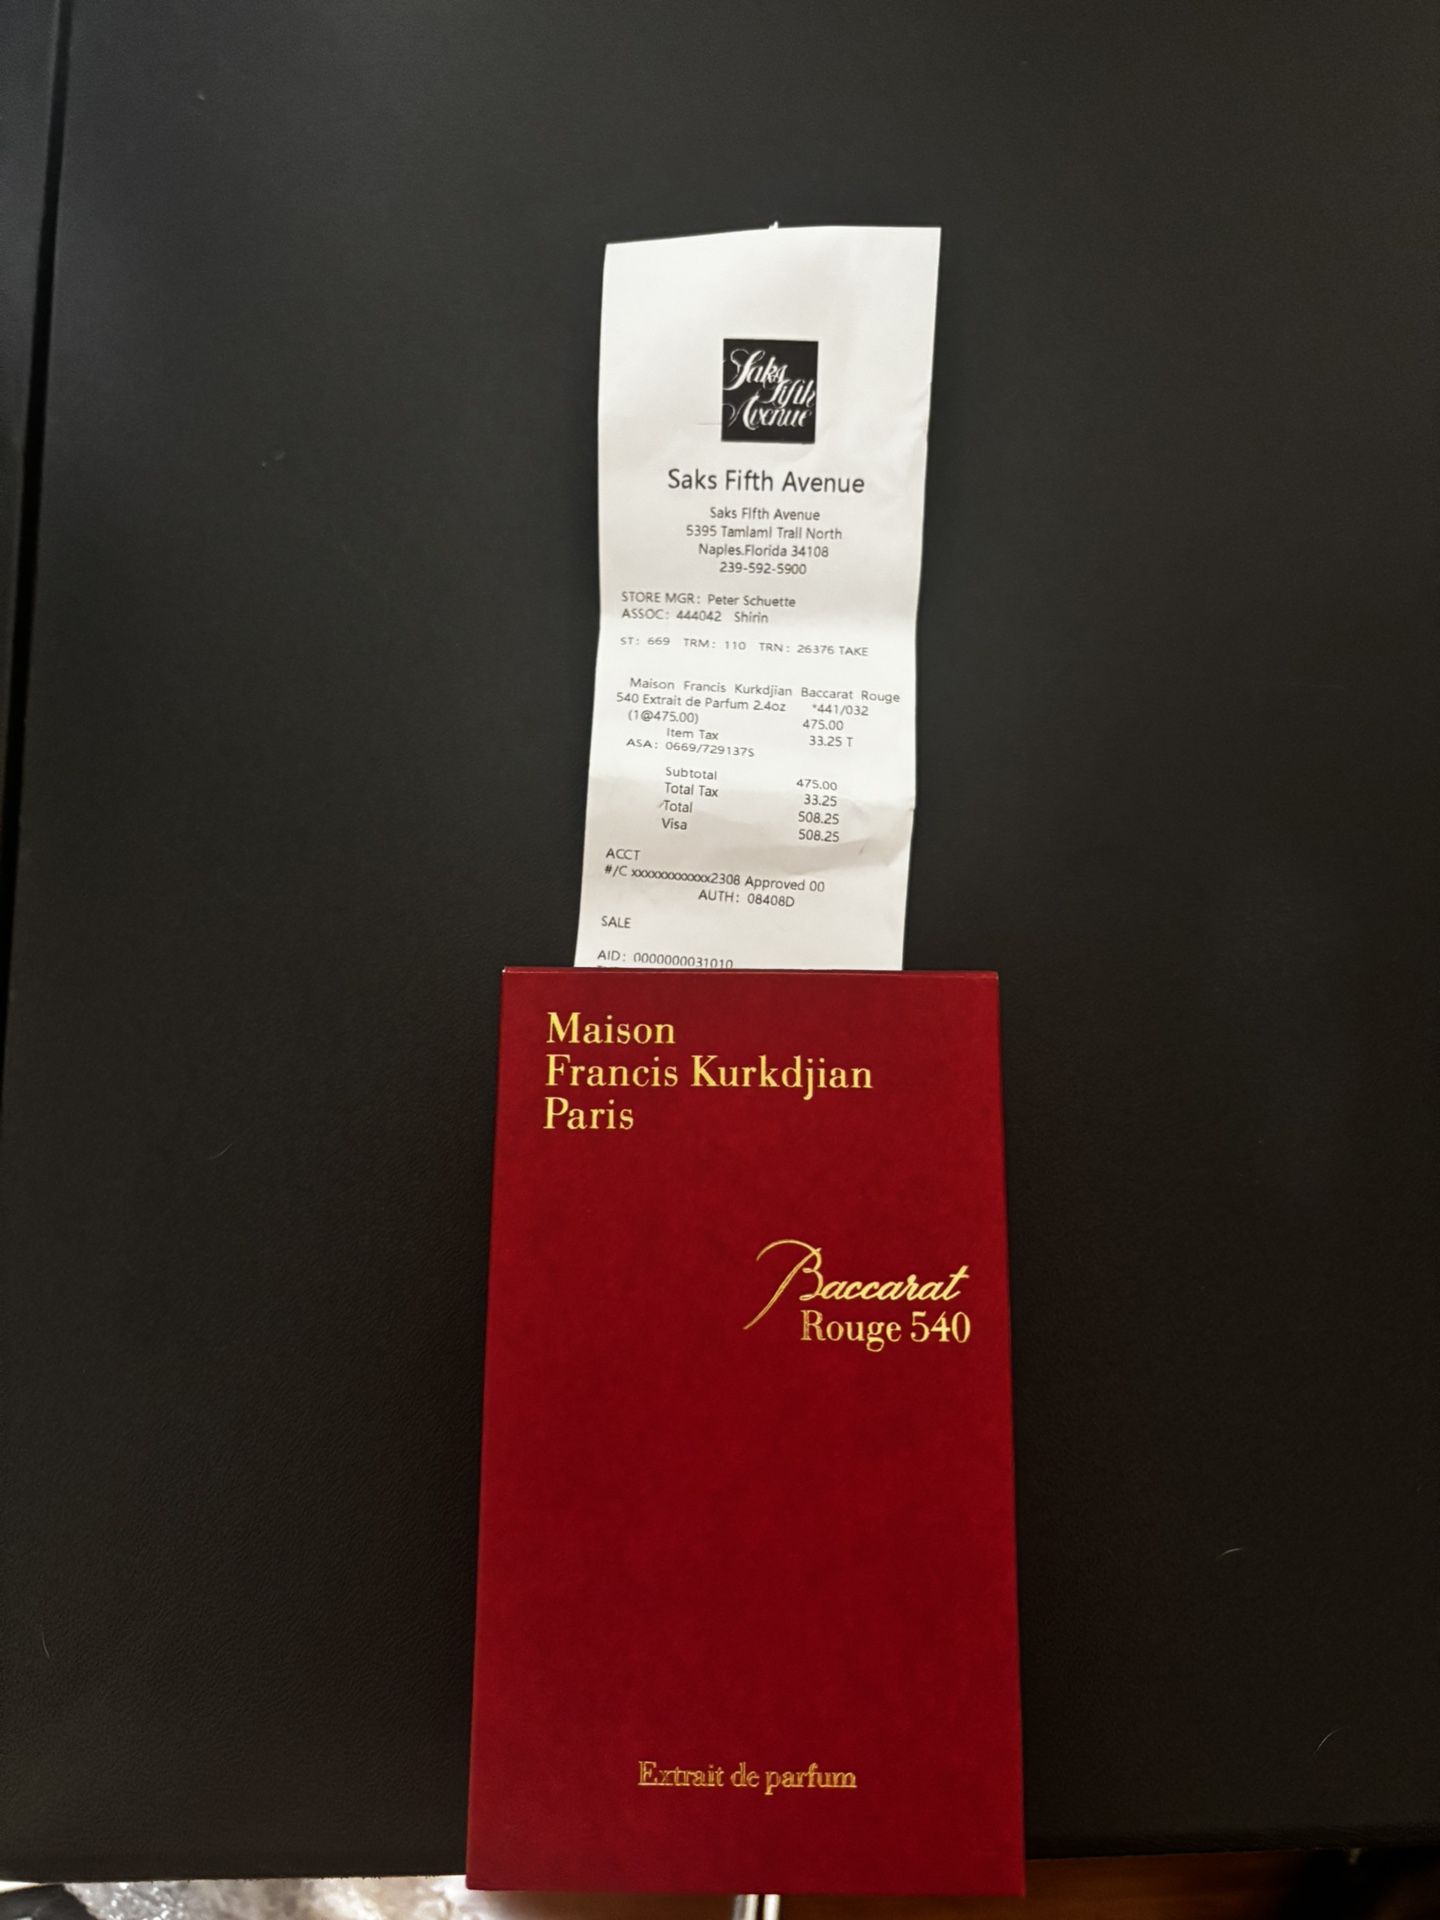 Saks
fifth
Avenue
Saks Fifth Avenue
Saks Fifth Avenue
5395 Tamlaml Trall North
Naples.Florida 34108
239-592-5900
STORE MGR: Peter Schuette
ASSOC: 444042 Shirin
ST: 669 TRM: 110 TRN: 26376 TAKE
Maison Francis Kurkdjian Baccarat Rouge
540 Extrait de Parfum 2.4oz *441/032
(1@475.00) 475.00
Item Tax 33.25 T
ASA: 0669/729137S
Subtotal 475.00
Total Tax 33.25
Total 508.25
Visa 508.25
ACCT
#/C xxxxxxxxxxxx2308 Approved 00
AUTH: 08408D
SALE
AID: 0000000031010
Maison
Francis Kurkdjian
Paris
Baccarat
Rouge 540
Extrait de parfum